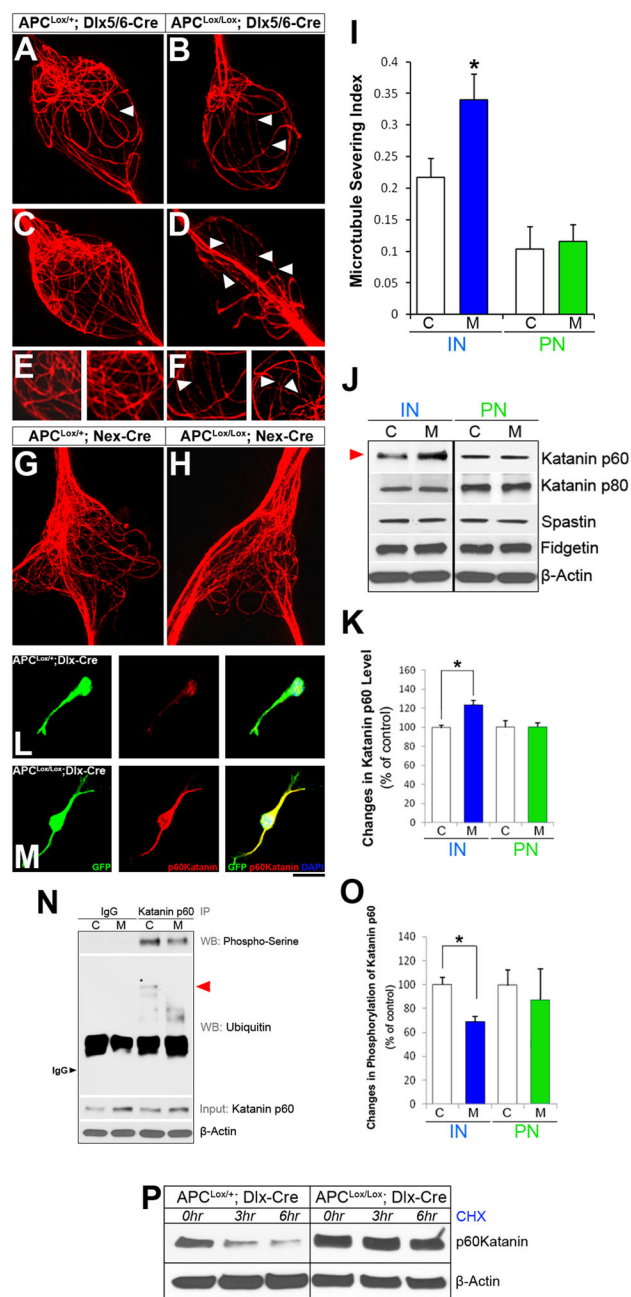 APC^Lox/+; Dlx5/6-Cre
APC^Lox/Lox; Dlx5/6-Cre
A
B
C
D
E
F
APC^Lox/+; Nex-Cre
APC^Lox/Lox; Nex-Cre
G
H
APC^Lox/+;Dlx-Cre
L
APC^Lox/Lox;Dlx-Cre
M
GFP
p60Katanin
GFP p60Katanin DAPI
I
Microtubule Severing Index
0.4
0.35
0.3
0.25
0.2
0.15
0.1
0.05
0
*
C M C M
IN PN
J
IN PN
C M C M
Katanin p60
Katanin p80
Spastin
Fidgetin
β-Actin
K
Changes in Katanin p60 Level
(% of control)
160
140
120
100
80
60
40
20
0
*
C M C M
IN PN
N
IgG Katanin p60 IP
C M C M
WB: Phospho-Serine
*
WB: Ubiquitin
IgG
Input: Katanin p60
β-Actin
O
Changes in Phosphorylation of Katanin p60
(% of control)
160
140
120
100
80
60
40
20
0
*
C M C M
IN PN
P
APC^Lox/+; Dlx-Cre APC^Lox/Lox; Dlx-Cre
0hr 3hr 6hr 0hr 3hr 6hr CHX
p60Katanin
β-Actin